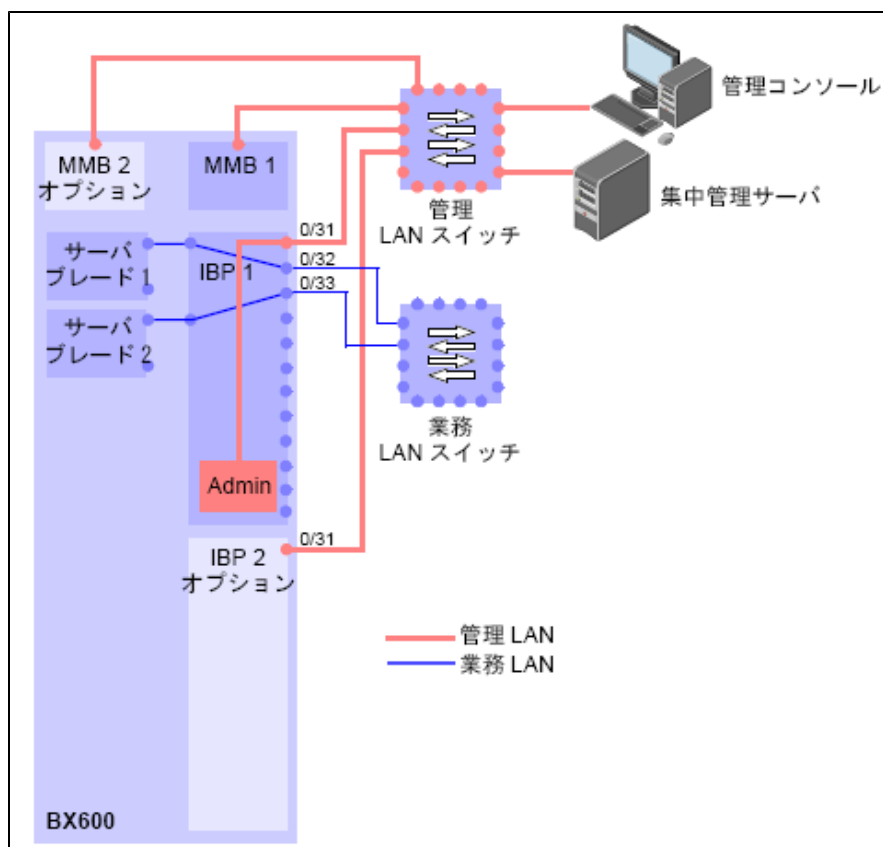 管理コンソール
MMB 2
オプション
MMB 1
管理
LAN スイッチ
集中管理サーバ
サーバ
ブレード 1
IBP 1
0/31
0/32
0/33
サーバ
ブレード 2
業務
LAN スイッチ
Admin
0/31
IBP 2
オプション
管理 LAN
業務 LAN
BX600